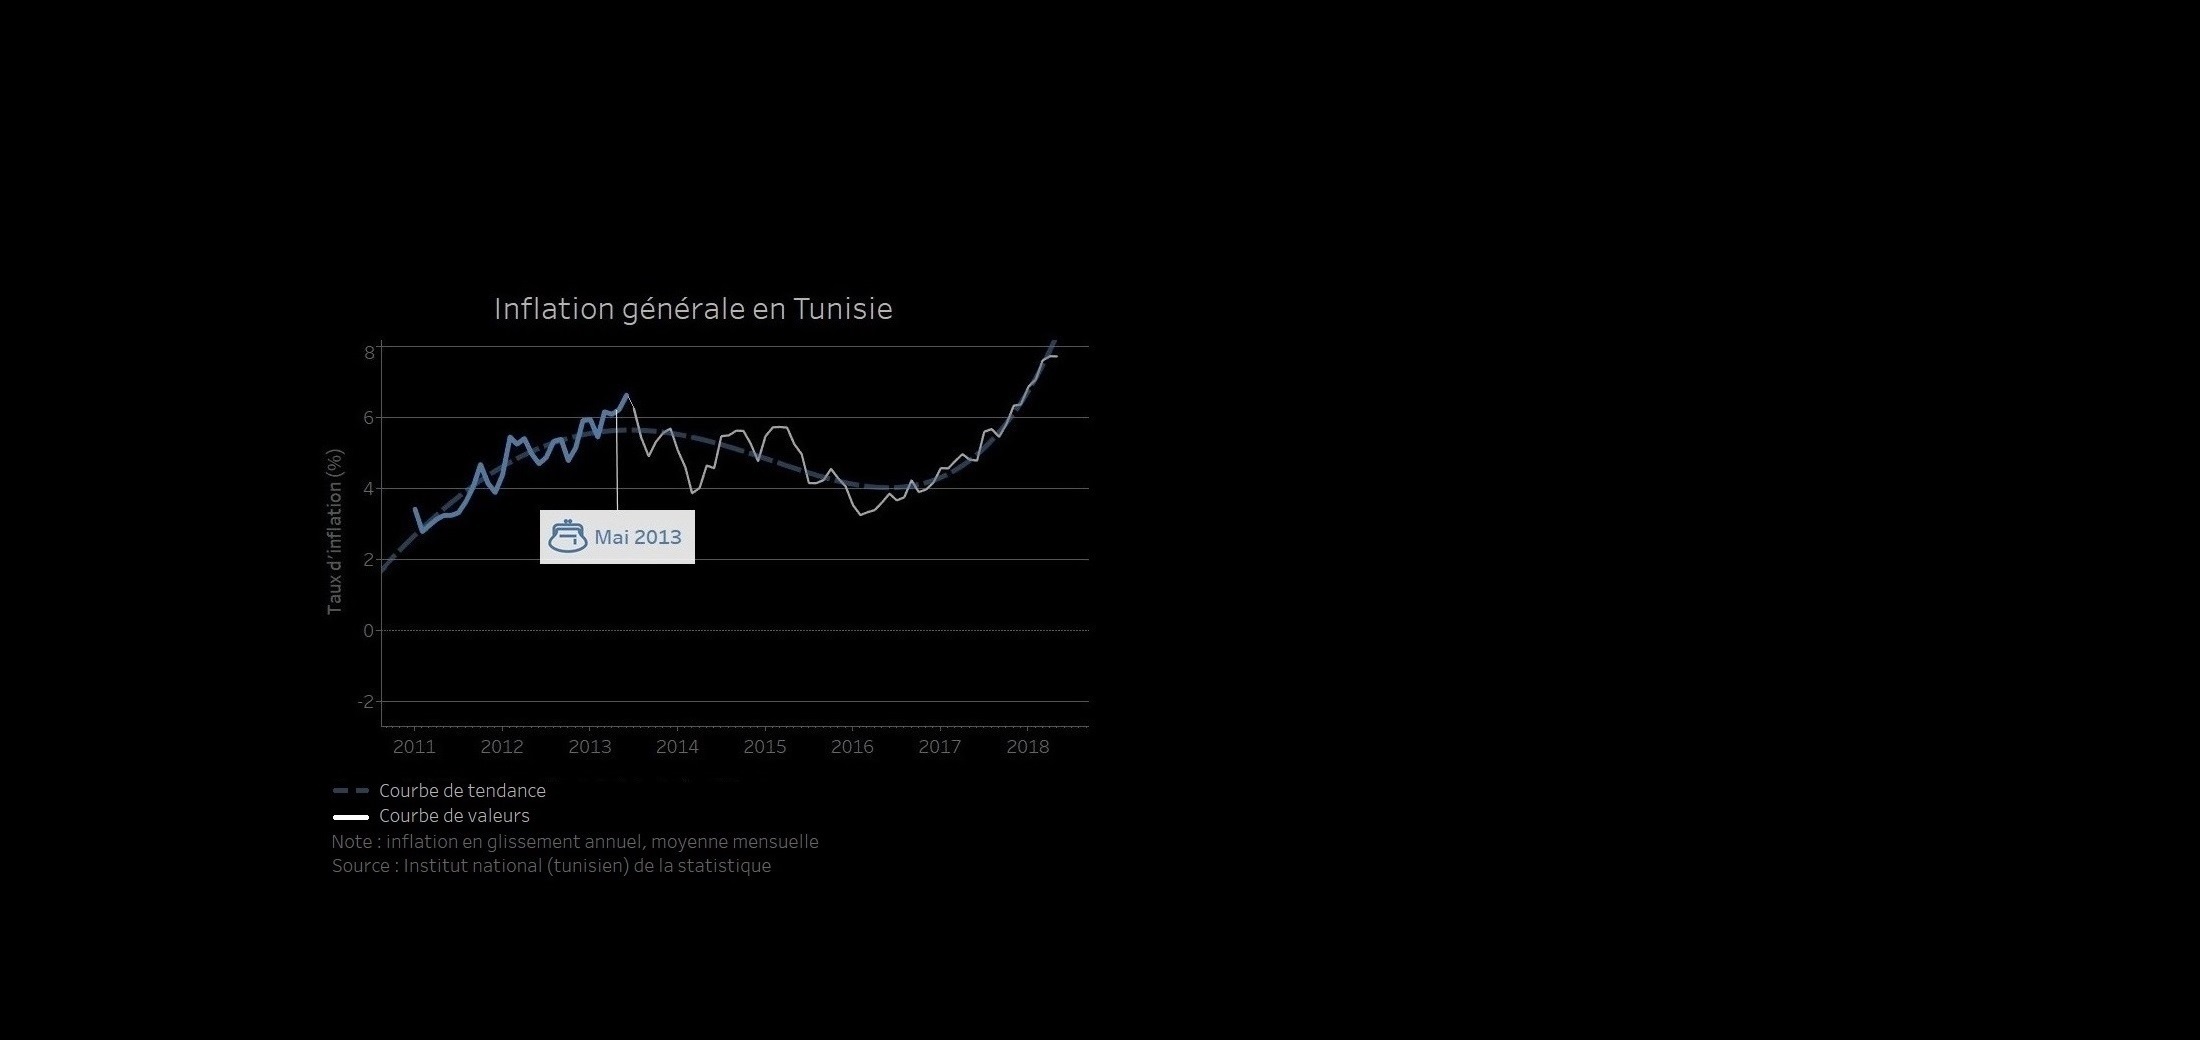 Inflation générale en Tunisie
8
6
4
2
0
-2
Taux d'inflation (%)
Mai 2013
2011 2012 2013 2014 2015 2016 2017 2018
Courbe de tendance
Courbe de valeurs
Note : inflation en glissement annuel, moyenne mensuelle
Source : Institut national (tunisien) de la statistique